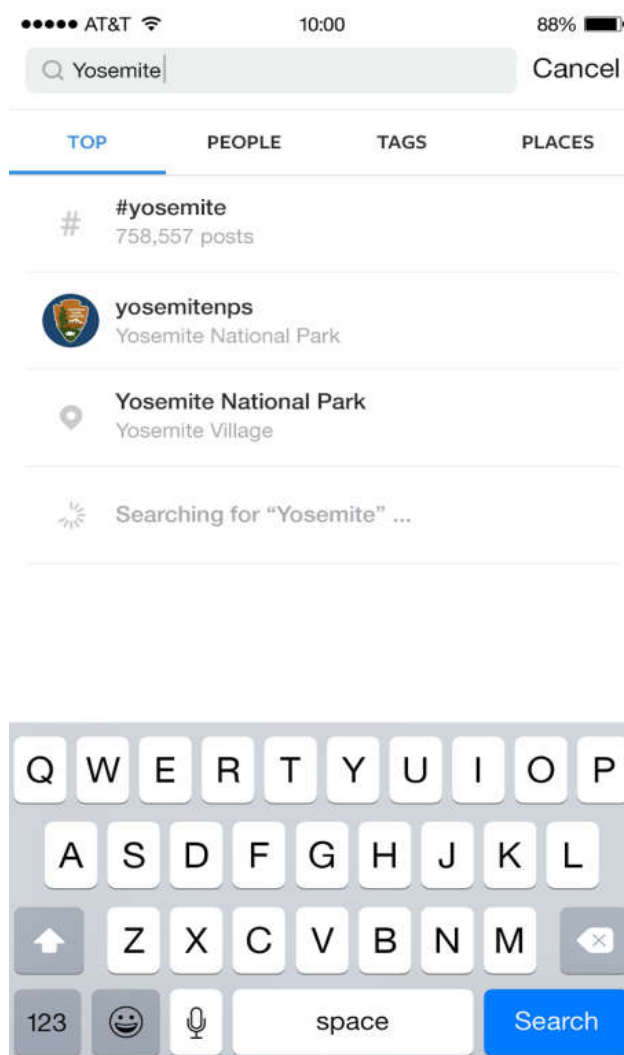 AT&T 10:00 88%
Yosemite Cancel
TOP PEOPLE TAGS PLACES
#yosemite
758,557 posts
yosemitenps
Yosemite National Park
Yosemite National Park
Yosemite Village
Searching for “Yosemite” ...
Q W E R T Y U I O P
A S D F G H J K L
Z X C V B N M
123 space Search